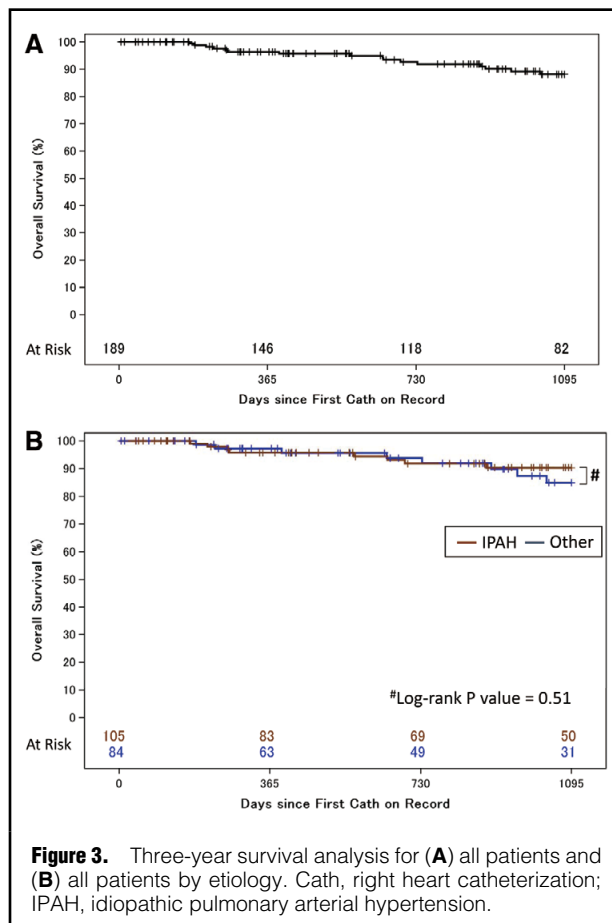 A
100
90
80
70
60
50
40
30
20
10
0
Overall Survival (%)
At Risk 189 146 118 82
0 365 730 1095
Days since First Cath on Record
B
100
90
80
70
60
50
40
30
20
10
0
Overall Survival (%)
#
IPAH Other
#Log-rank P value = 0.51
105 83 69 50
At Risk
84 63 49 31
0 365 730 1095
Days since First Cath on Record
Figure 3. Three-year survival analysis for (A) all patients and
(B) all patients by etiology. Cath, right heart catheterization;
IPAH, idiopathic pulmonary arterial hypertension.